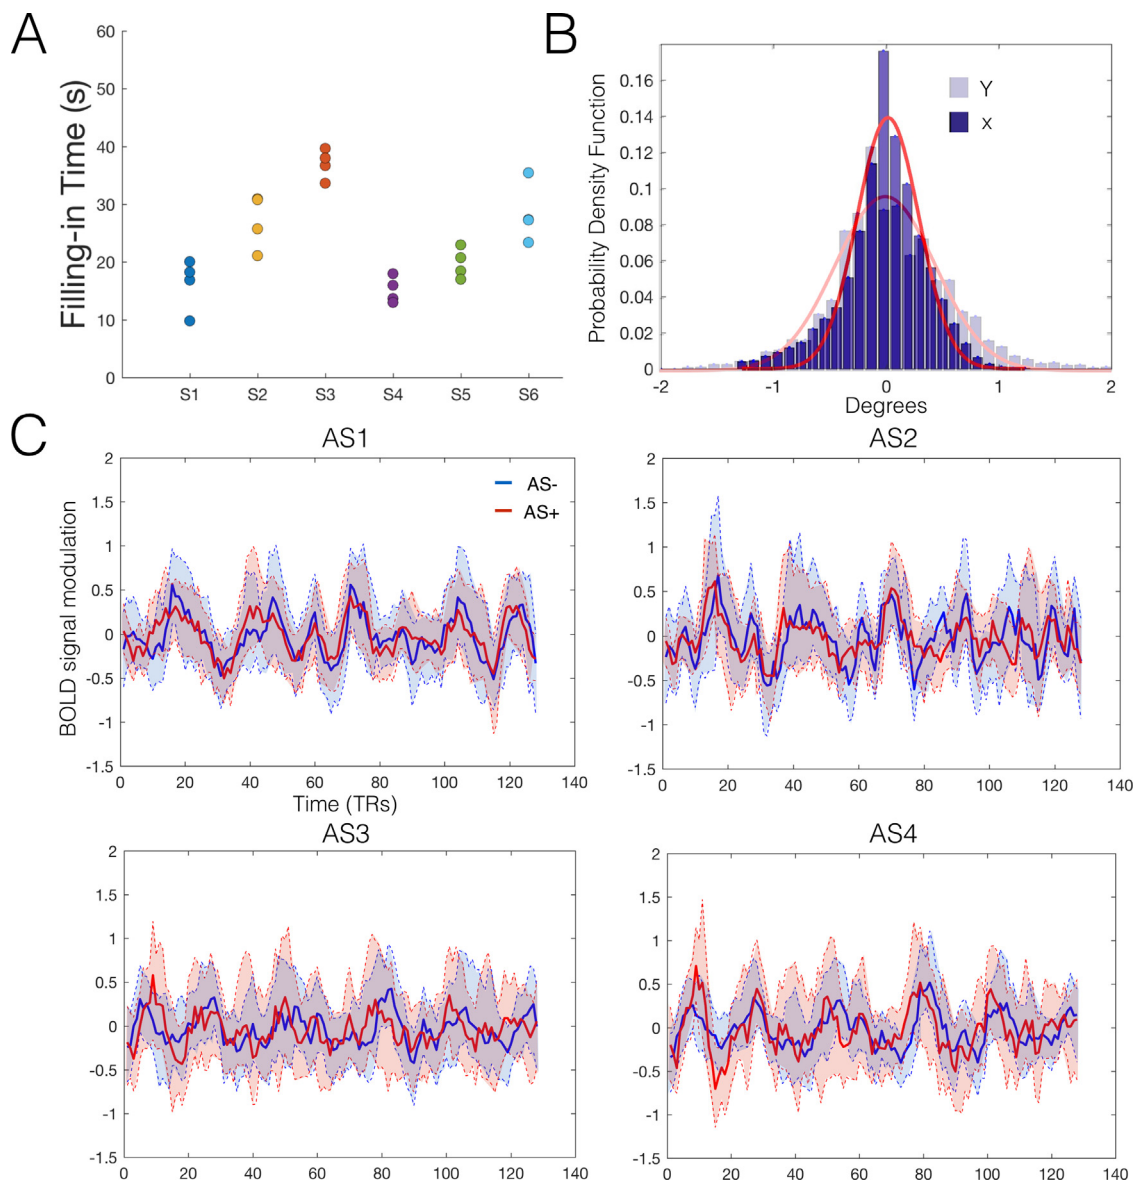 A
Filling-in Time (s)
60
50
40
30
20
10
0
S1 S2 S3 S4 S5 S6
B
Probability Density Function
0.16
0.14
0.12
0.1
0.08
0.06
0.04
0.02
0
Y
x
-2 -1 0 1 2
Degrees
C
AS1
BOLD signal modulation
2
1.5
1
0.5
0
-0.5
-1
-1.5
AS-
AS+
0 20 40 60 80 100 120 140
Time (TRs)
AS2
2
1.5
1
0.5
0
-0.5
-1
-1.5
0 20 40 60 80 100 120 140
AS3
2
1.5
1
0.5
0
-0.5
-1
-1.5
0 20 40 60 80 100 120 140
AS4
2
1.5
1
0.5
0
-0.5
-1
-1.5
0 20 40 60 80 100 120 140